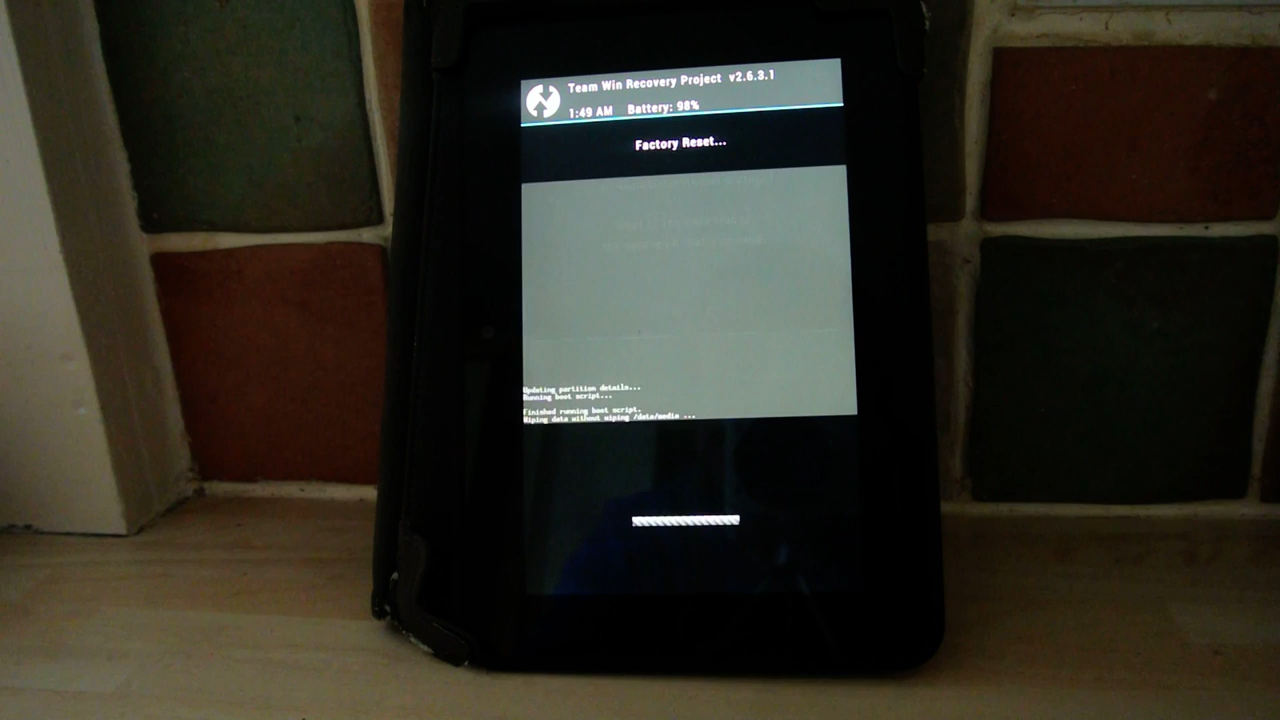 Team Win Recovery Project v2.6.3.1
1:49 AM Battery: 98%
Factory Reset...
Updating partition details...
Running boot script...
Finished running boot script.
Wiping data without wiping /data/media ...